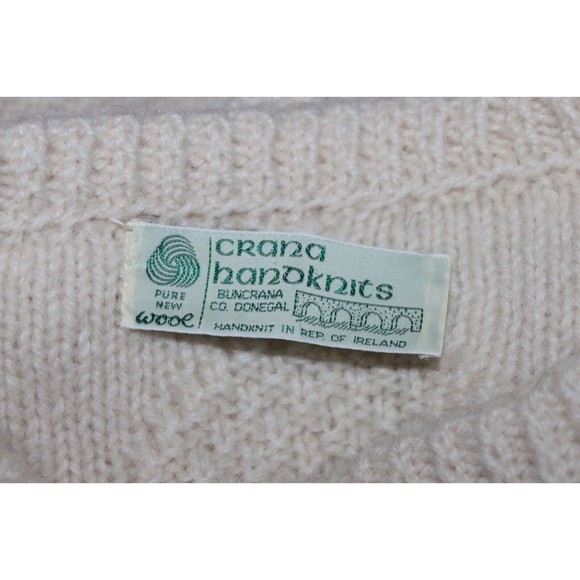 crana
handknits
PURE
NEW
wool
BUNCRANA
CO. DONEGAL
HANDKNIT IN REP. OF IRELAND